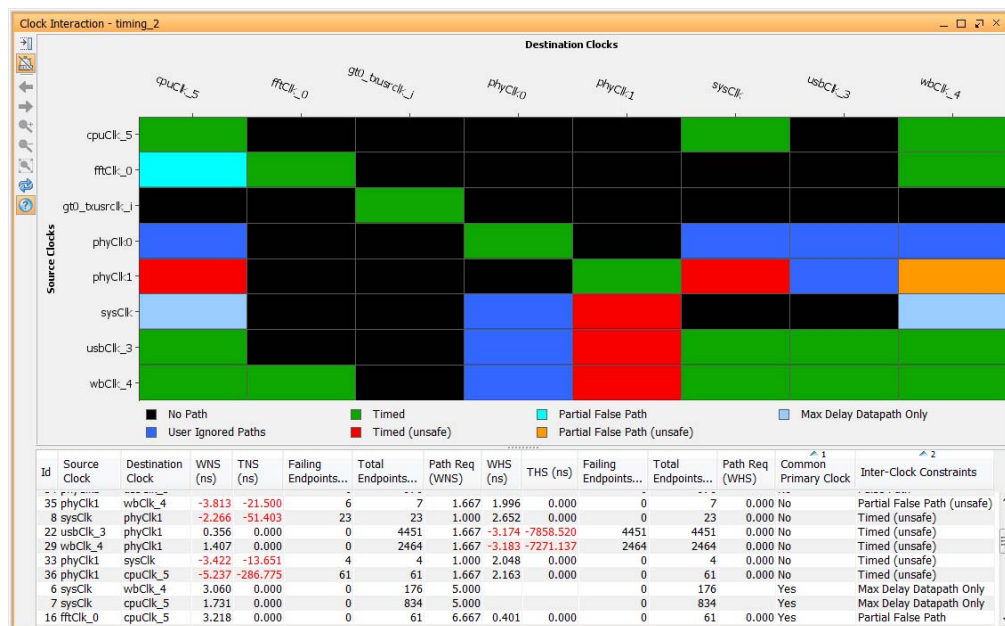 Clock Interaction - timing_2
Destination Clocks
cpuClk_5 fftClk_0 gt0_txusrclk_i phyClk0 phyClk1 sysClk usbClk_3 wbClk_4
Source Clocks
cpuClk_5
fftClk_0
gt0_txusrclk_i
phyClk0
phyClk1
sysClk
usbClk_3
wbClk_4
No Path Timed Partial False Path Max Delay Datapath Only
User Ignored Paths Timed (unsafe) Partial False Path (unsafe)
Id Source Clock Destination Clock WNS (ns) TNS (ns) Failing Endpoints... Total Endpoints... Path Req (WNS) WHS (ns) THS (ns) Failing Endpoints... Total Endpoints... Path Req (WHS) Common Primary Clock 1 Inter-Clock Constraints 2
35 phyClk1 wbClk_4 -3.813 -21.500 6 7 1.667 1.996 0.000 0 7 0.000 No Partial False Path (unsafe)
8 sysClk phyClk1 -2.266 -51.403 23 23 1.000 2.652 0.000 0 23 0.000 No Timed (unsafe)
22 usbClk_3 phyClk1 0.356 0.000 0 4451 1.667 -3.174 -7858.520 4451 4451 0.000 No Timed (unsafe)
29 wbClk_4 phyClk1 1.407 0.000 0 2464 1.667 -3.183 -7271.137 2464 2464 0.000 No Timed (unsafe)
33 phyClk1 sysClk -3.422 -13.651 4 4 1.000 2.048 0.000 0 4 0.000 No Timed (unsafe)
36 phyClk1 cpuClk_5 -5.237 -286.775 61 61 1.667 2.163 0.000 0 61 0.000 No Timed (unsafe)
6 sysClk wbClk_4 3.060 0.000 0 176 5.000 0 176 Yes Max Delay Datapath Only
7 sysClk cpuClk_5 1.731 0.000 0 834 5.000 0 834 Yes Max Delay Datapath Only
16 fftClk_0 cpuClk_5 3.218 0.000 0 61 6.667 0.401 0.000 0 61 0.000 Yes Partial False Path